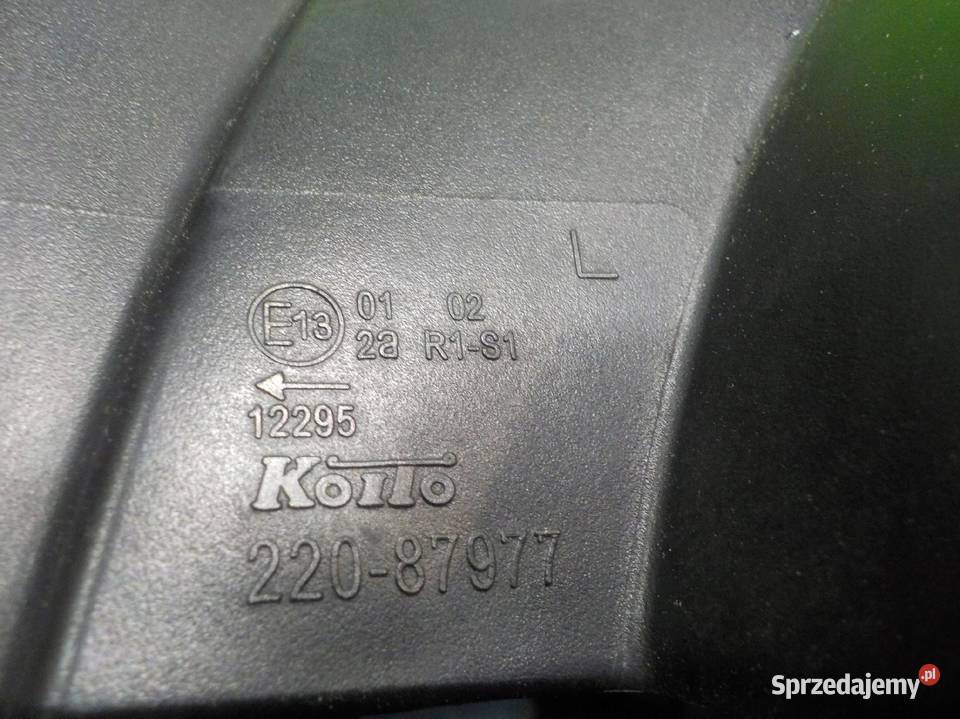 L
E13 01 02
2a R1-S1
←
12295
KOITO
220-87977
Sprzedajemy.pl